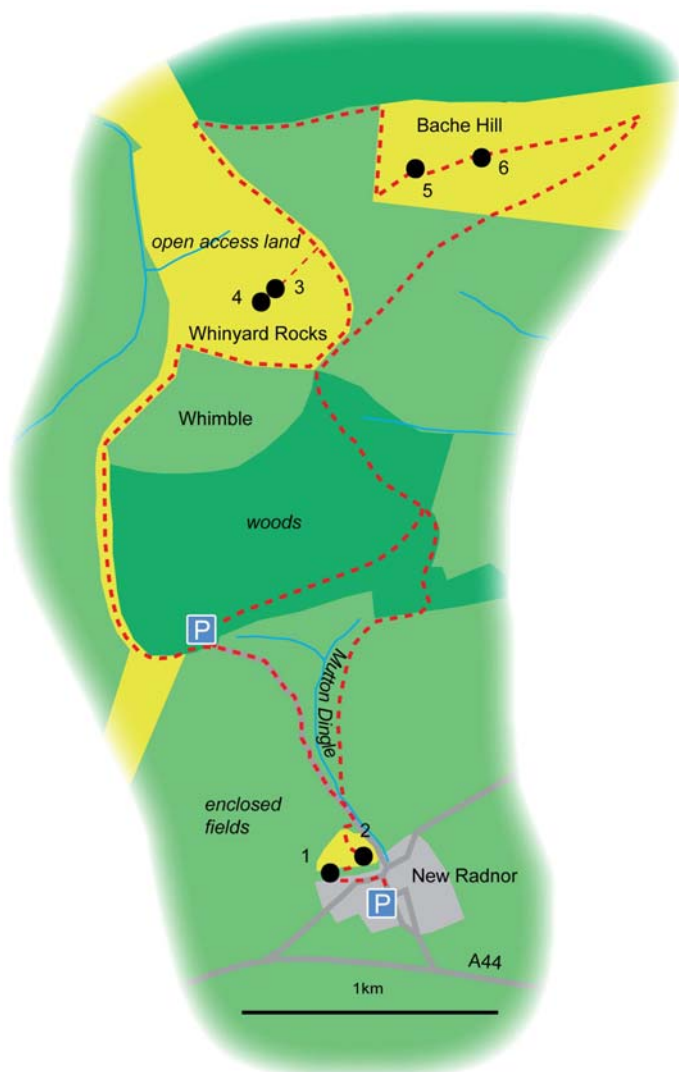 Bache Hill
6
5
open access land
3
4
Whinyard Rocks
Whimble
woods
P
Mutton Dingle
enclosed
fields
2
1
New Radnor
P
A44
1km